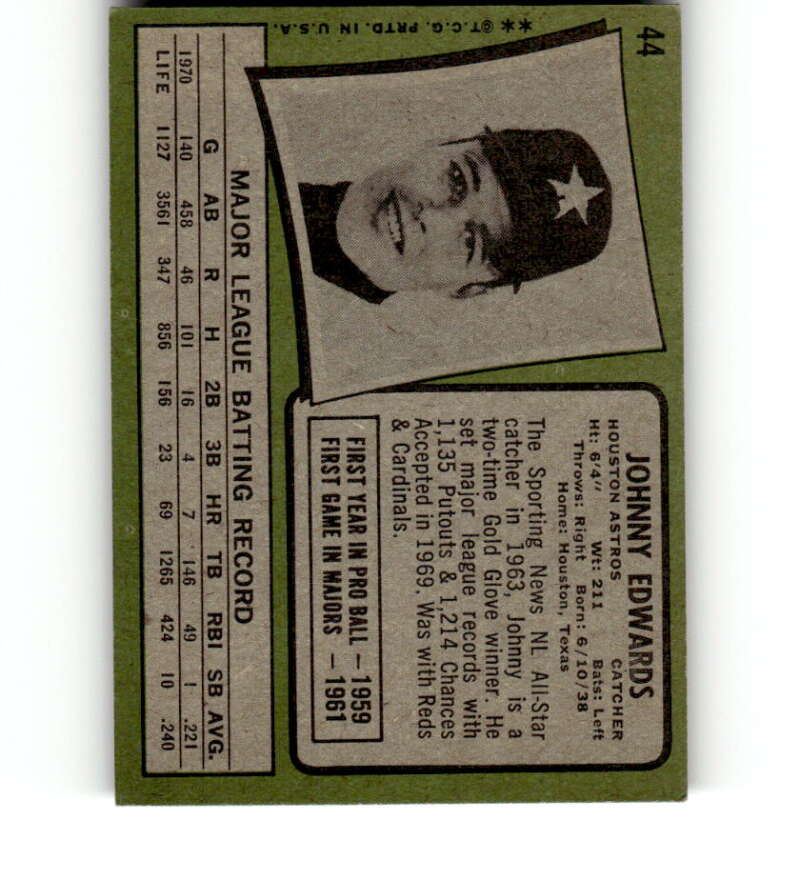 44
** ©T.C.G. PRTD. IN U.S.A.
JOHNNY EDWARDS
HOUSTON ASTROS CATCHER
Ht: 6'4" Wt: 211 Bats: Left
Throws: Right Born: 6/10/38
Home: Houston, Texas
The Sporting News NL All-Star
catcher in 1963, Johnny is a
two-time Gold Glove winner. He
set major league records with
1,135 Putouts & 1,214 Chances
Accepted in 1969. Was with Reds
& Cardinals.
FIRST YEAR IN PRO BALL — 1959
FIRST GAME IN MAJORS — 1961
MAJOR LEAGUE BATTING RECORD
G AB R H 2B 3B HR TB RBI SB AVG.
1970 140 458 46 101 16 4 7 146 49 1 .221
LIFE 1127 3561 347 856 156 23 69 1265 424 10 .240